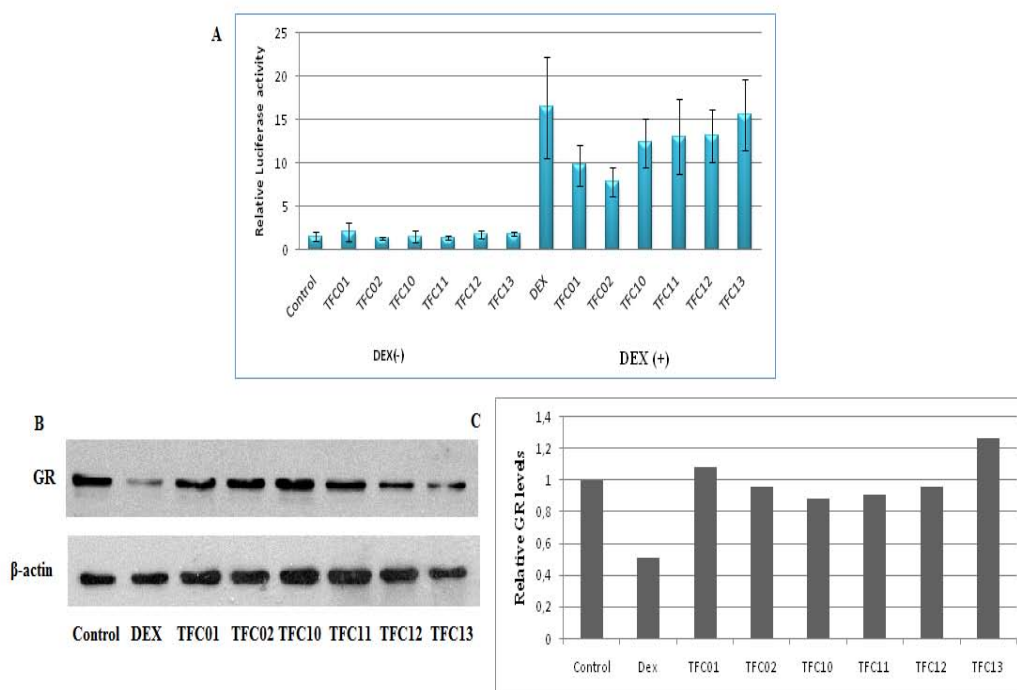 A
Relative Luciferase activity
25
20
15
10
5
0
Control
TFC01
TFC02
TFC10
TFC11
TFC12
TFC13
DEX
TFC01
TFC02
TFC10
TFC11
TFC12
TFC13
DEX(-)
DEX (+)
B
GR
β-actin
Control DEX TFC01 TFC02 TFC10 TFC11 TFC12 TFC13
C
Relative GR levels
1,4
1,2
1
0,8
0,6
0,4
0,2
0
Control Dex TFC01 TFC02 TFC10 TFC11 TFC12 TFC13